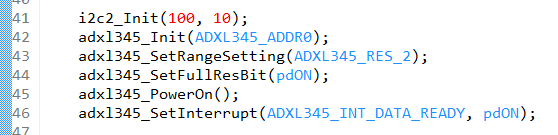 41 i2c2_Init(100, 10);
42 adxl345_Init(ADXL345_ADDR0);
43 adxl345_SetRangeSetting(ADXL345_RES_2);
44 adxl345_SetFullResBit(pdON);
45 adxl345_PowerOn();
46 adxl345_SetInterrupt(ADXL345_INT_DATA_READY, pdON);
47